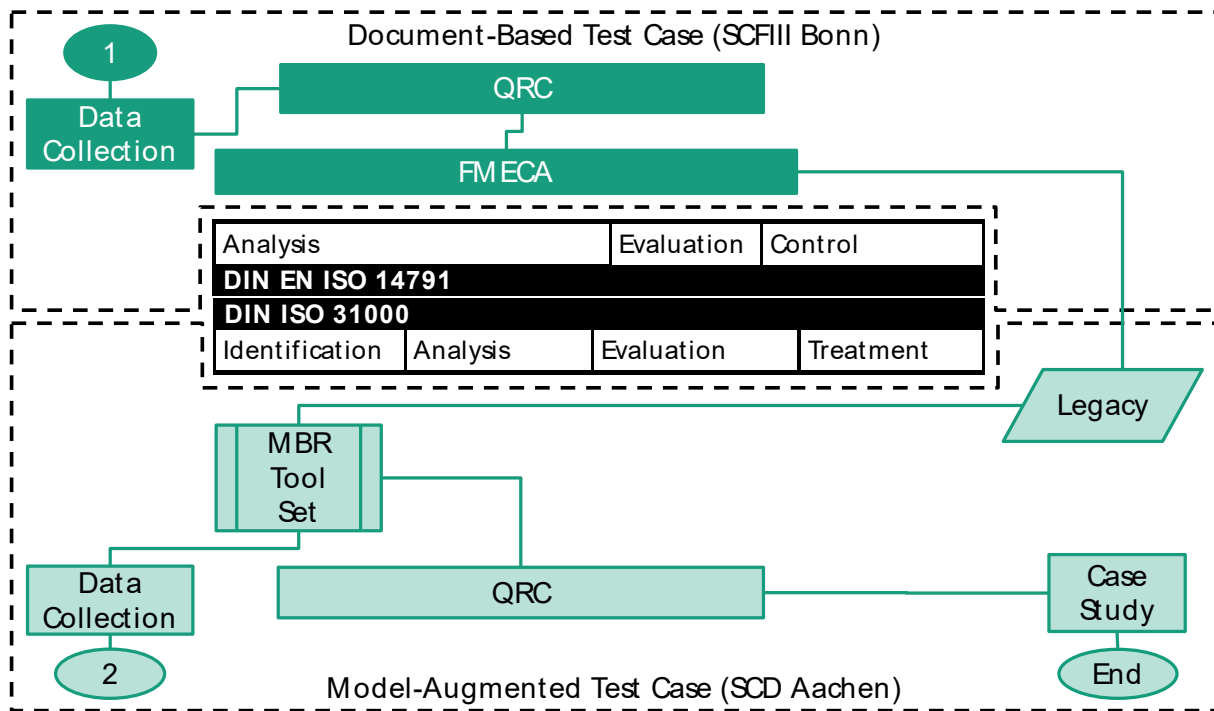 Document-Based Test Case (SCFIII Bonn)
1
Data
Collection
QRC
FMECA
Analysis Evaluation Control
DIN EN ISO 14791
DIN ISO 31000
Identification Analysis Evaluation Treatment
Legacy
MBR
Tool
Set
Data
Collection
QRC
Case
Study
2
End
Model-Augmented Test Case (SCD Aachen)